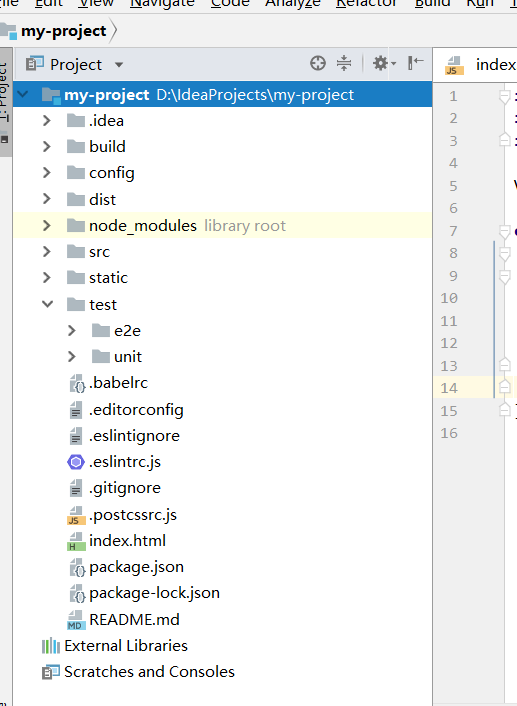 File Edit View Navigate Code Analyze Refactor Build Run
my-project
1: Project
Project
index
my-project D:\IdeaProjects\my-project
.idea
build
config
dist
node_modules library root
src
static
test
e2e
unit
.babelrc
.editorconfig
.eslintignore
.eslintrc.js
.gitignore
.postcssrc.js
index.html
package.json
package-lock.json
README.md
External Libraries
Scratches and Consoles
1
2
3
4
5
6
7
8
9
10
11
12
13
14
15
16